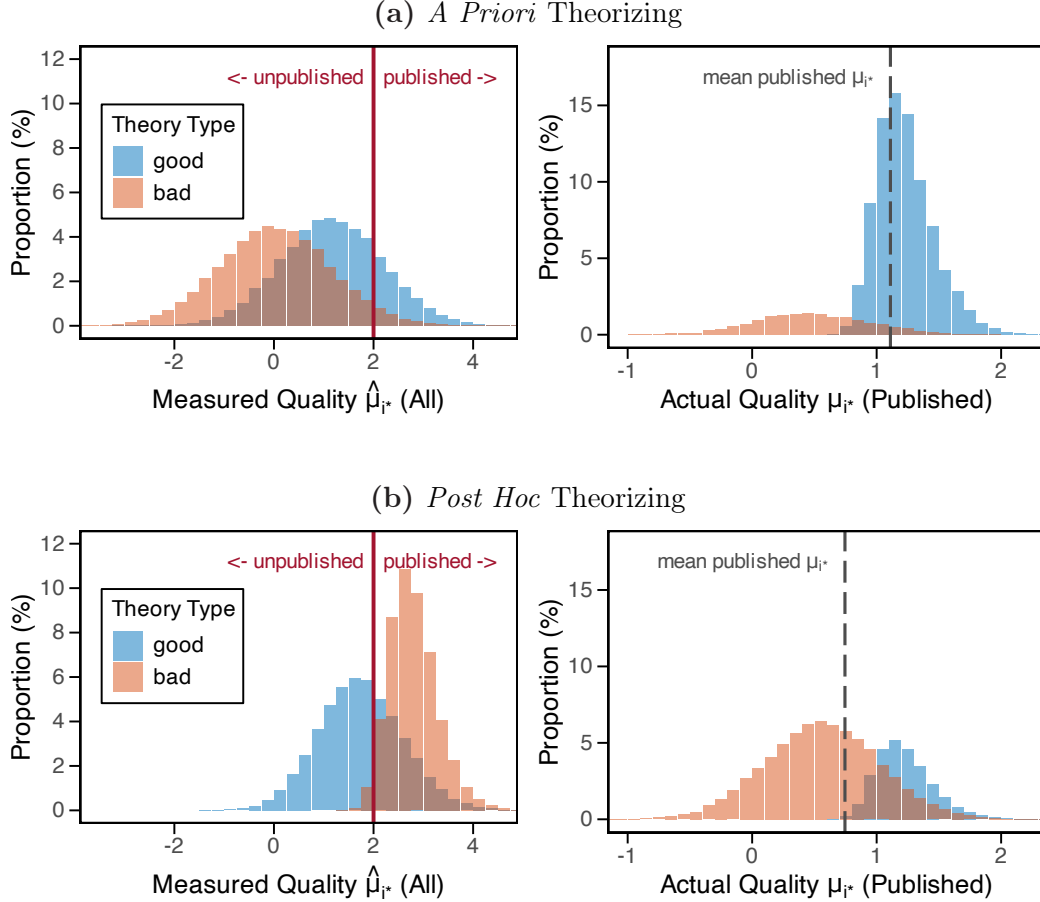 (a) A Priori Theorizing
Proportion (%)
12
10
8
6
4
2
0
<- unpublished published ->
Theory Type
good
bad
-2 0 2 4
Measured Quality μ̂i* (All)
Proportion (%)
15
10
5
0
mean published μi*
-1 0 1 2
Actual Quality μi* (Published)
(b) Post Hoc Theorizing
Proportion (%)
12
10
8
6
4
2
0
<- unpublished published ->
Theory Type
good
bad
-2 0 2 4
Measured Quality μ̂i* (All)
Proportion (%)
15
10
5
0
mean published μi*
-1 0 1 2
Actual Quality μi* (Published)